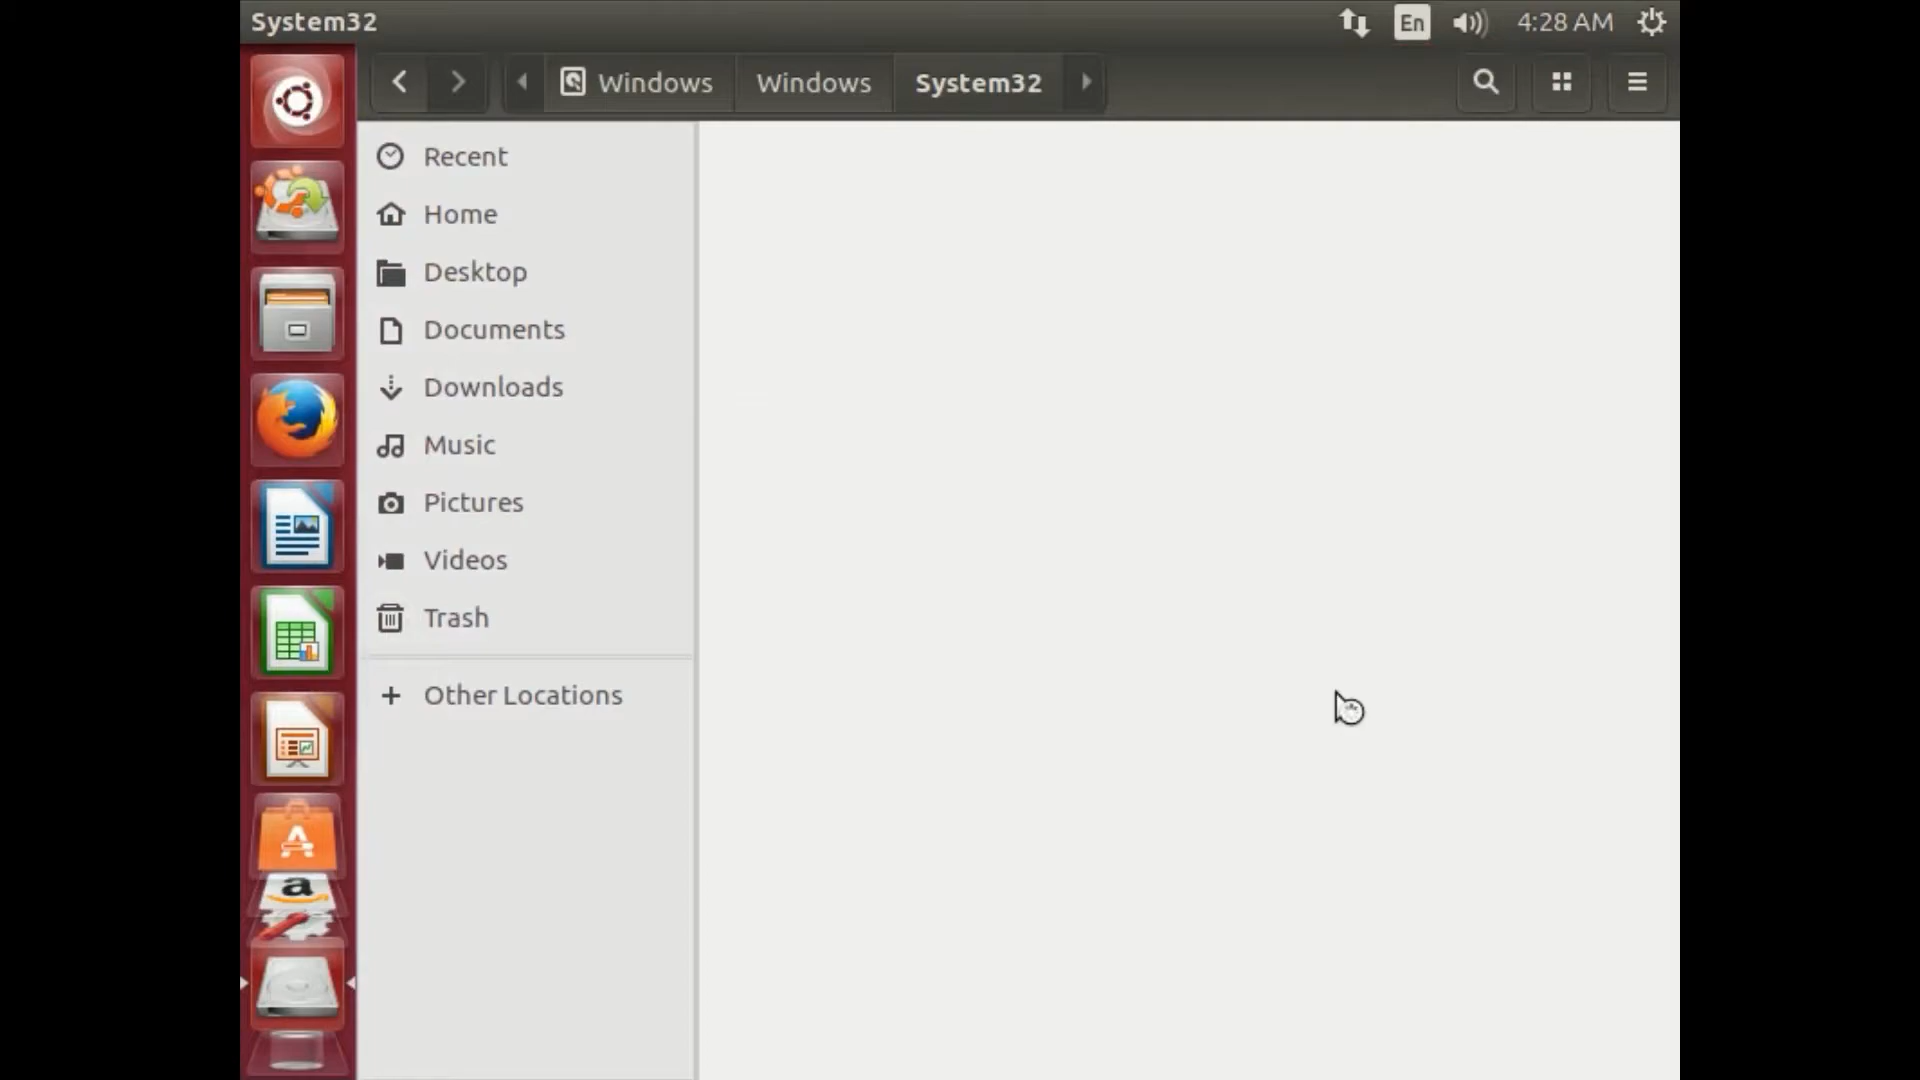 System32
En
4:28 AM
Windows
Windows
System32
Recent
Home
Desktop
Documents
Downloads
Music
Pictures
Videos
Trash
Other Locations
A
a